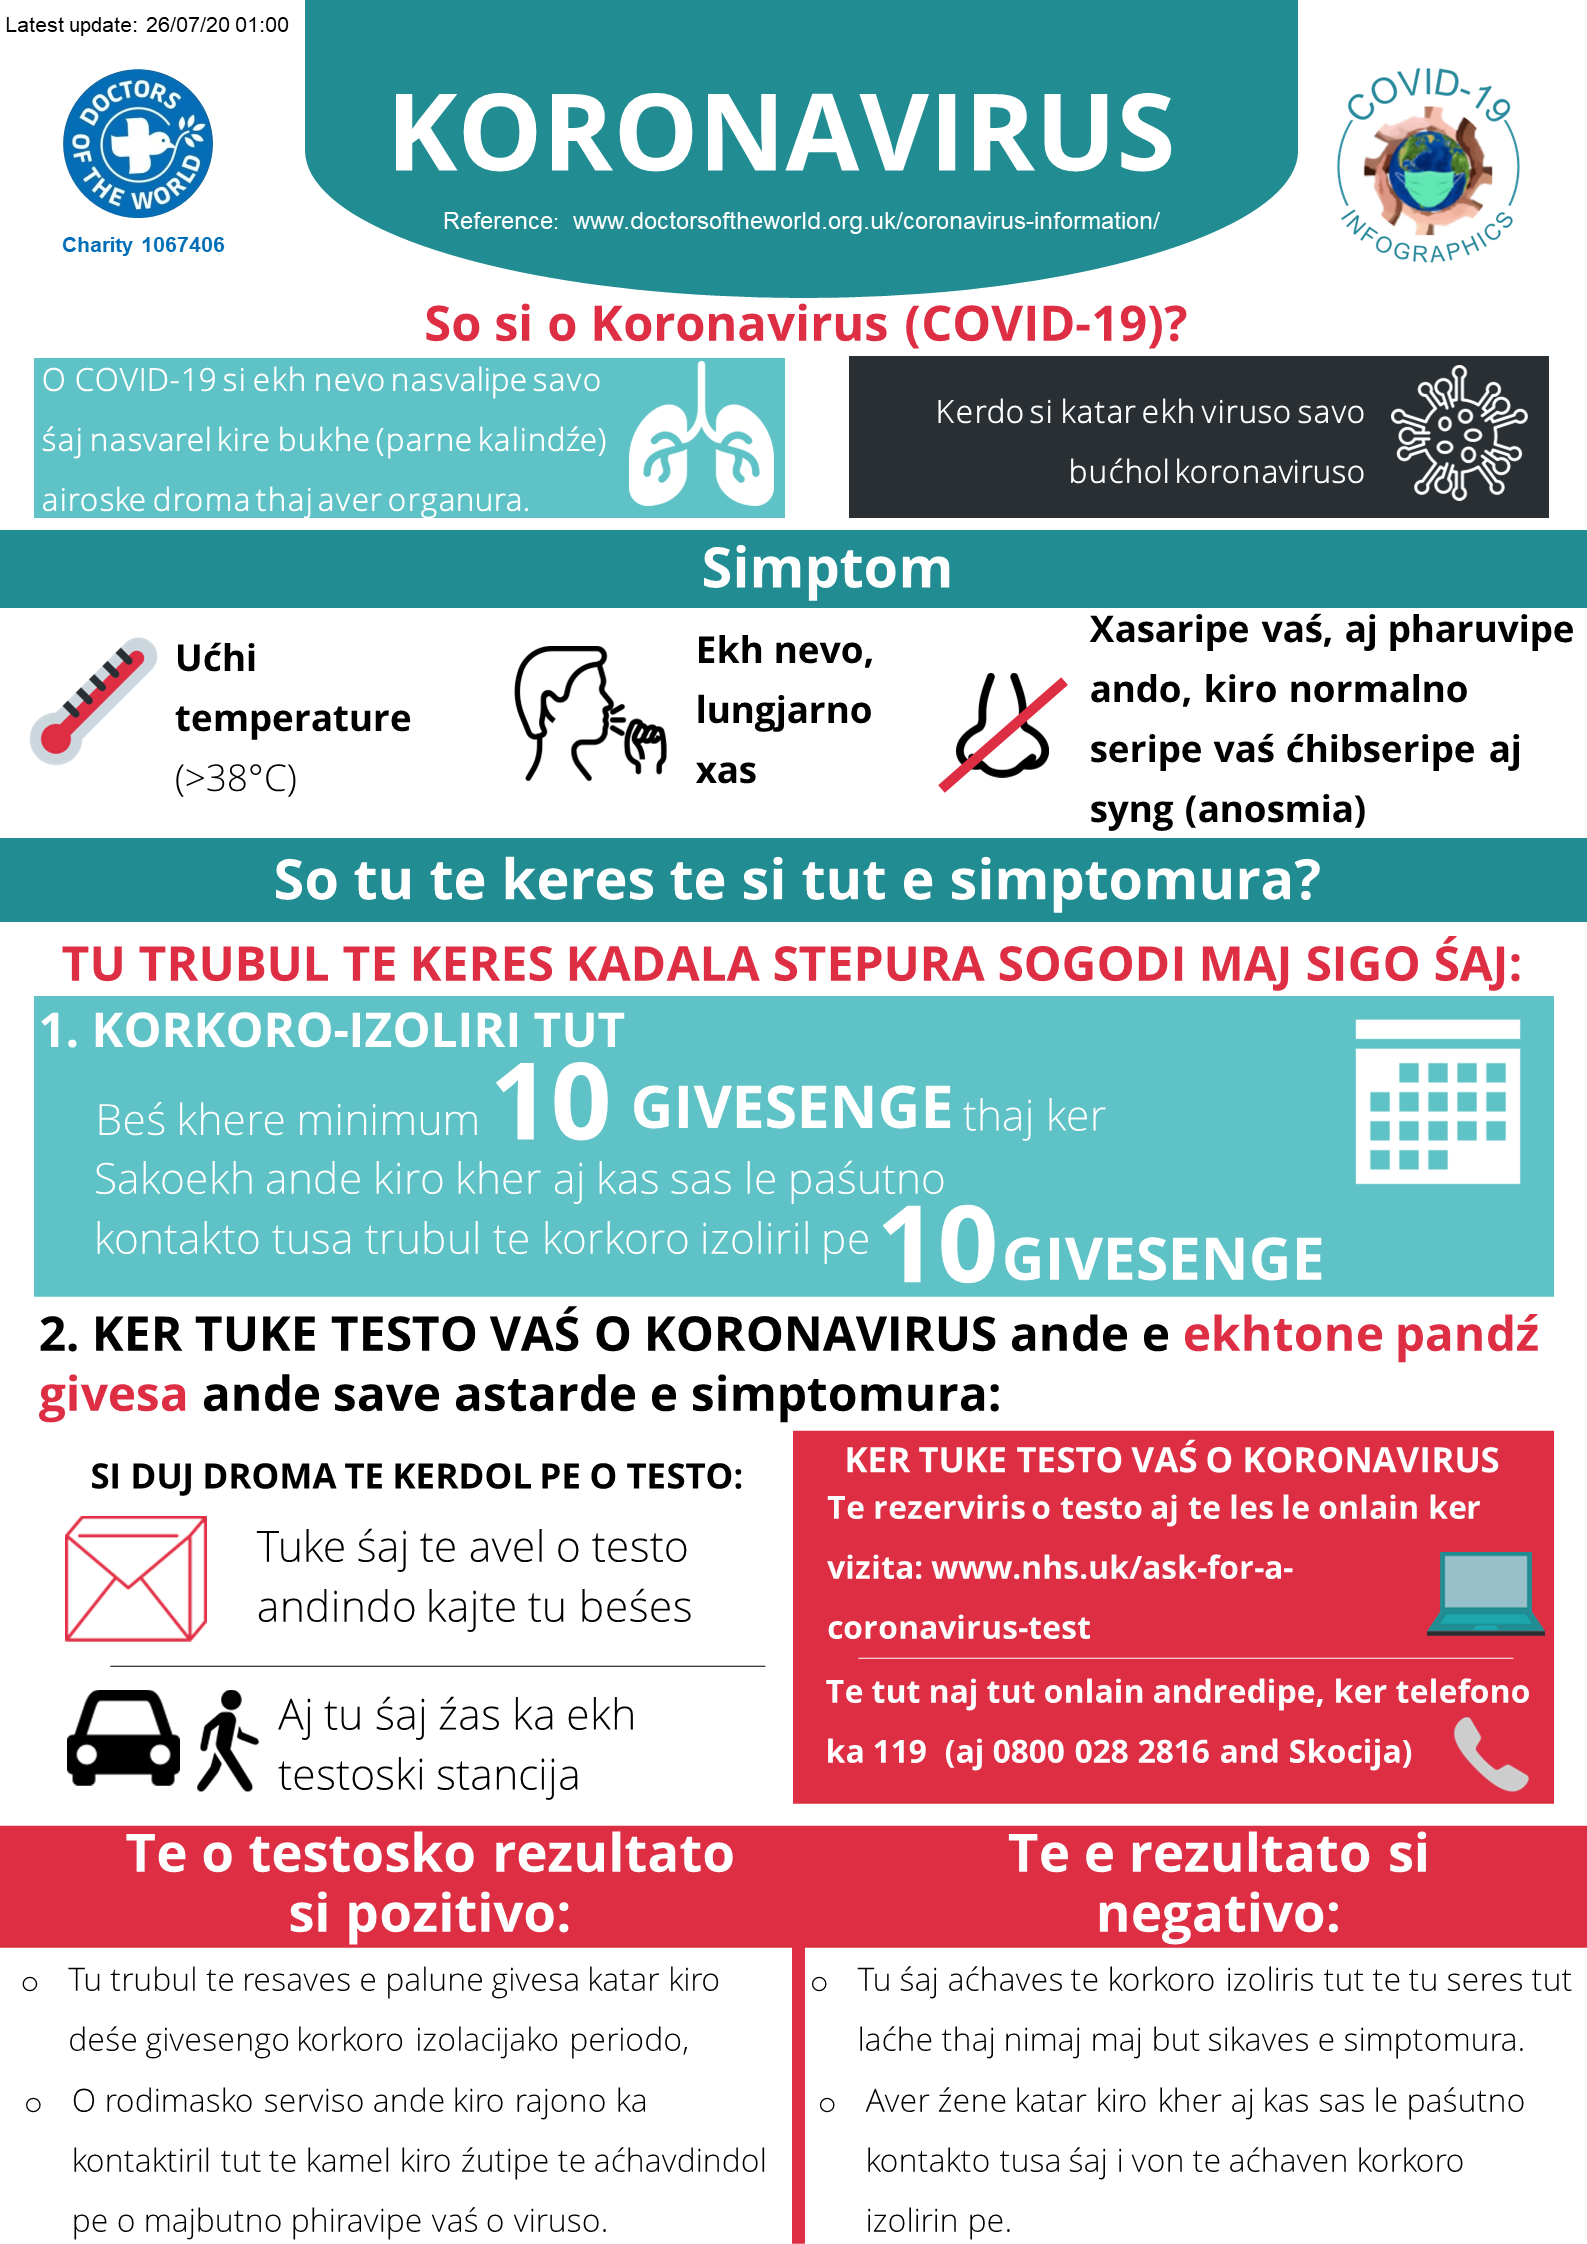 Latest update: 26/07/20 01:00
DOCTORS OF THE WORLD
Charity 1067406
KORONAVIRUS
Reference: www.doctorsoftheworld.org.uk/coronavirus-information/
COVID-19
INFOGRAPHICS
So si o Koronavirus (COVID-19)?
O COVID-19 si ekh nevo nasvalipe savo
śaj nasvarel kire bukhe (parne kalindźe)
airoske droma thaj aver organura.
Kerdo si katar ekh viruso savo
bućhol koronaviruso
Simptom
Ućhi
temperature
(>38°C)
Ekh nevo,
lungjarno
xas
Xasaripe vaś, aj pharuvipe
ando, kiro normalno
seripe vaś ćhibseripe aj
syng (anosmia)
So tu te keres te si tut e simptomura?
TU TRUBUL TE KERES KADALA STEPURA SOGODI MAJ SIGO ŚAJ:
1. KORKORO-IZOLIRI TUT
Beś khere minimum 10 GIVESENGE thaj ker
Sakoekh ande kiro kher aj kas sas le paśutno
kontakto tusa trubul te korkoro izoliril pe 10 GIVESENGE
2. KER TUKE TESTO VAŚ O KORONAVIRUS ande e ekhtone pandź
givesa ande save astarde e simptomura:
SI DUJ DROMA TE KERDOL PE O TESTO:
Tuke śaj te avel o testo
andindo kajte tu beśes
Aj tu śaj źas ka ekh
testoski stancija
KER TUKE TESTO VAŚ O KORONAVIRUS
Te rezerviris o testo aj te les le onlain ker
vizita: www.nhs.uk/ask-for-a-
coronavirus-test
Te tut naj tut onlain andredipe, ker telefono
ka 119 (aj 0800 028 2816 and Skocija)
Te o testosko rezultato
si pozitivo:
o Tu trubul te resaves e palune givesa katar kiro
deśe givesengo korkoro izolacijako periodo,
o O rodimasko serviso ande kiro rajono ka
kontaktiril tut te kamel kiro źutipe te aćhavdindol
pe o majbutno phiravipe vaś o viruso.
Te e rezultato si
negativo:
o Tu śaj aćhaves te korkoro izoliris tut te tu seres tut
laćhe thaj nimaj maj but sikaves e simptomura.
o Aver źene katar kiro kher aj kas sas le paśutno
kontakto tusa śaj i von te aćhaven korkoro
izolirin pe.